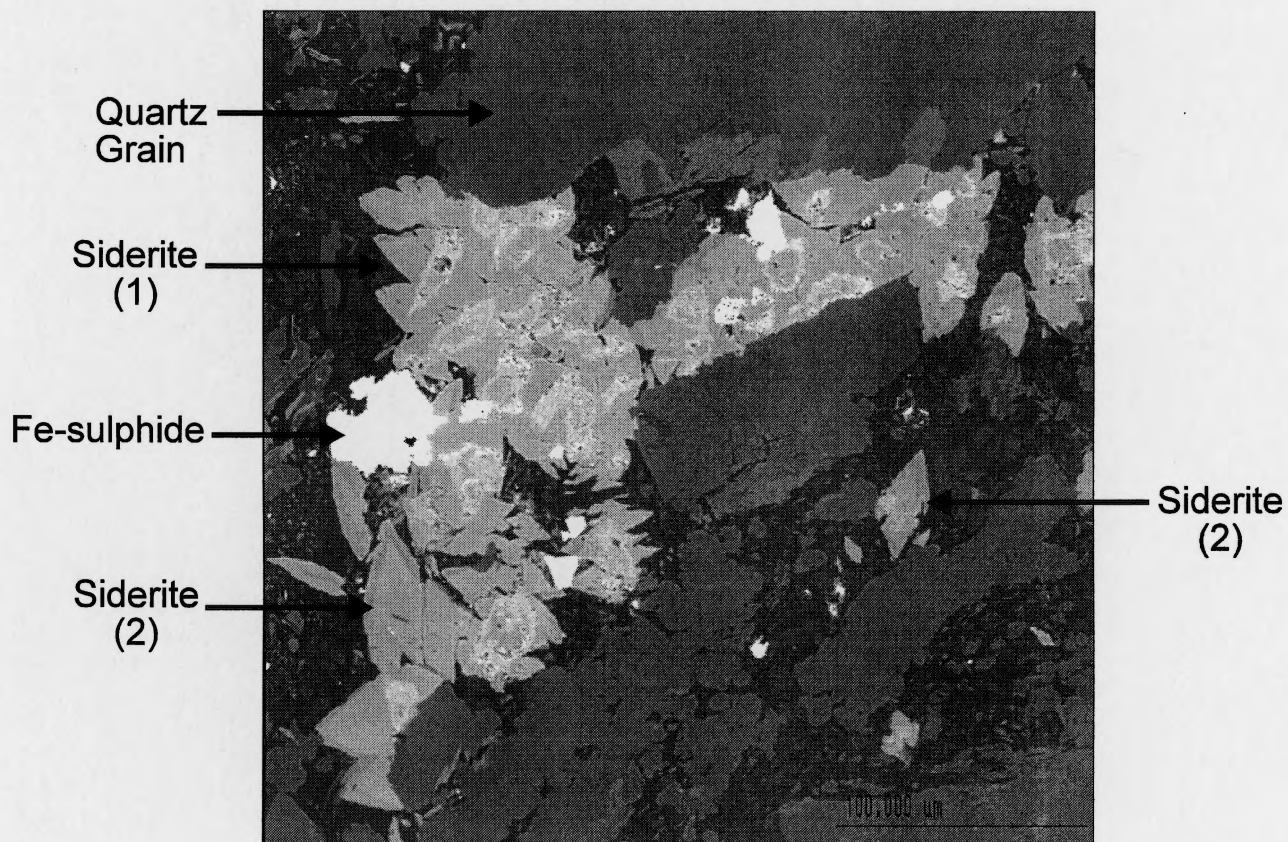 Quartz
Grain
Siderite
(1)
Fe-sulphide
Siderite
(2)
Siderite
(2)
100.000 um